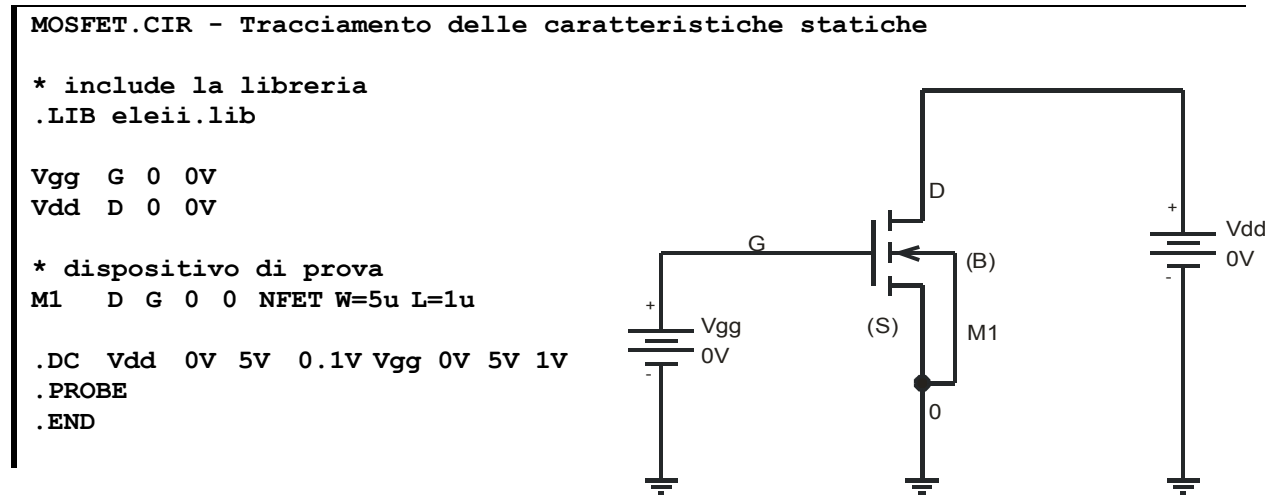 MOSFET.CIR - Tracciamento delle caratteristiche statiche
* include la libreria
.LIB eleii.lib
Vgg G 0 0V
Vdd D 0 0V
* dispositivo di prova
M1 D G 0 0 NFET W=5u L=1u
.DC Vdd 0V 5V 0.1V Vgg 0V 5V 1V
.PROBE
.END
D
+
Vdd
0V
-
G
(B)
+
Vgg
0V
-
(S)
M1
0